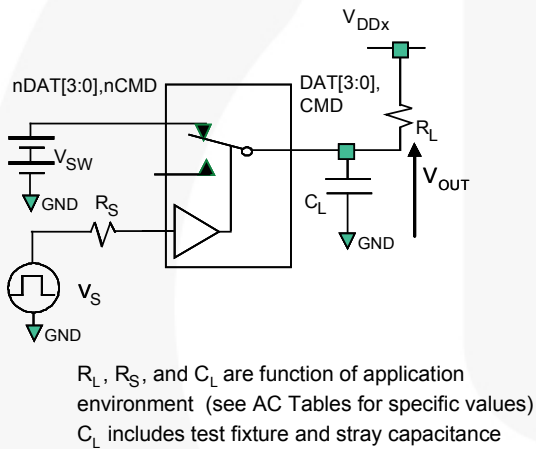 V_DDx
nDAT[3:0],nCMD
DAT[3:0],
CMD
R_L
V_SW
V_OUT
GND
R_S
C_L
GND
V_S
GND
R_L, R_S, and C_L are function of application
environment (see AC Tables for specific values)
C_L includes test fixture and stray capacitance